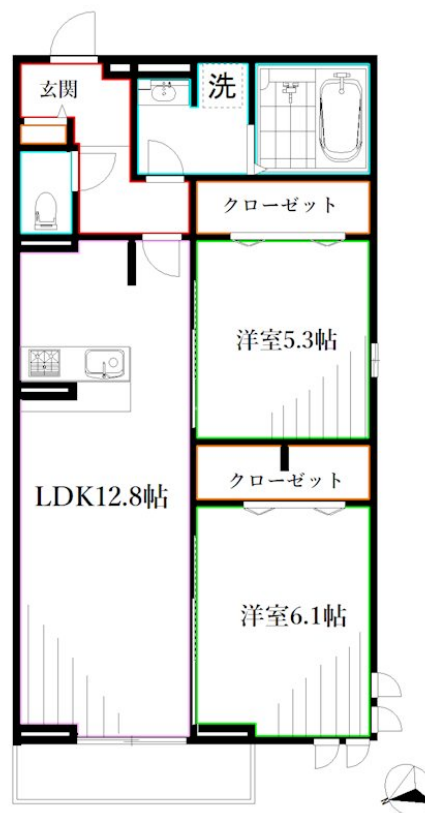 玄関
洗
クローゼット
洋室5.3帖
クローゼット
LDK12.8帖
洋室6.1帖